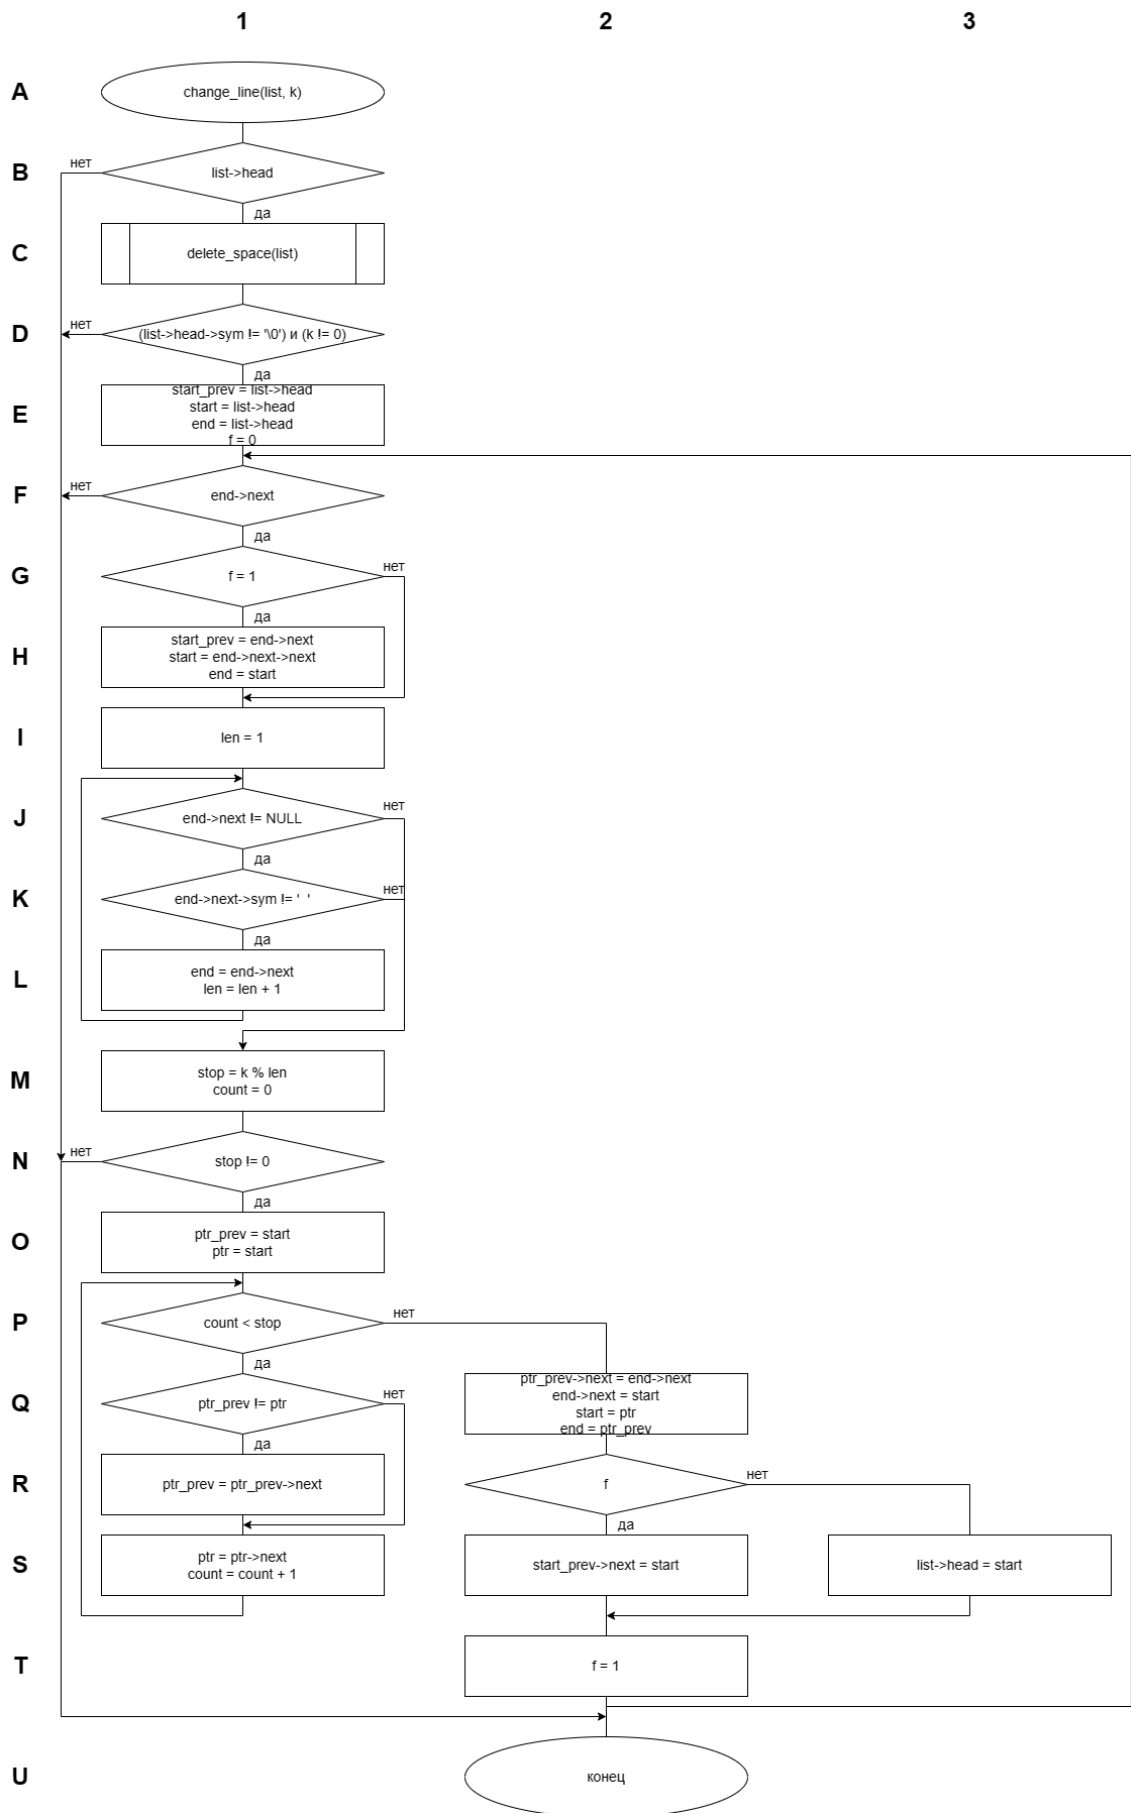 1 2 3
A
change_line(list, k)
B
нет
list->head
да
C
delete_space(list)
D
нет
(list->head->sym != '\0') и (k != 0)
да
E
start_prev = list->head
start = list->head
end = list->head
f = 0
F
нет
end->next
да
G
f = 1
нет
да
H
start_prev = end->next
start = end->next->next
end = start
I
len = 1
J
end->next != NULL
нет
да
K
end->next->sym != ' '
нет
да
L
end = end->next
len = len + 1
M
stop = k % len
count = 0
N
нет
stop != 0
да
O
ptr_prev = start
ptr = start
P
count < stop
нет
да
Q
ptr_prev != ptr
нет
да
ptr_prev->next = end->next
end->next = start
start = ptr
end = ptr_prev
R
ptr_prev = ptr_prev->next
f
нет
да
S
ptr = ptr->next
count = count + 1
start_prev->next = start
list->head = start
T
f = 1
U
конец